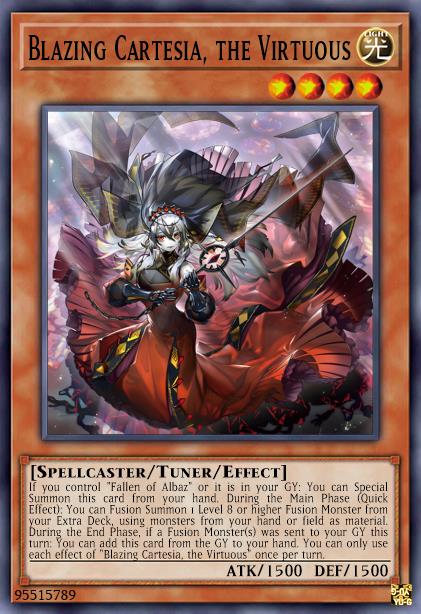 Blazing Cartesia, the Virtuous
LIGHT
光
[Spellcaster/Tuner/Effect]
If you control "Fallen of Albaz" or it is in your GY: You can Special
Summon this card from your hand. During the Main Phase (Quick
Effect): You can Fusion Summon 1 Level 8 or higher Fusion Monster from
your Extra Deck, using monsters from your hand or field as material.
During the End Phase, if a Fusion Monster(s) was sent to your GY this
turn: You can add this card from the GY to your hand. You can only use
each effect of "Blazing Cartesia, the Virtuous" once per turn.
ATK/1500 DEF/1500
95515789